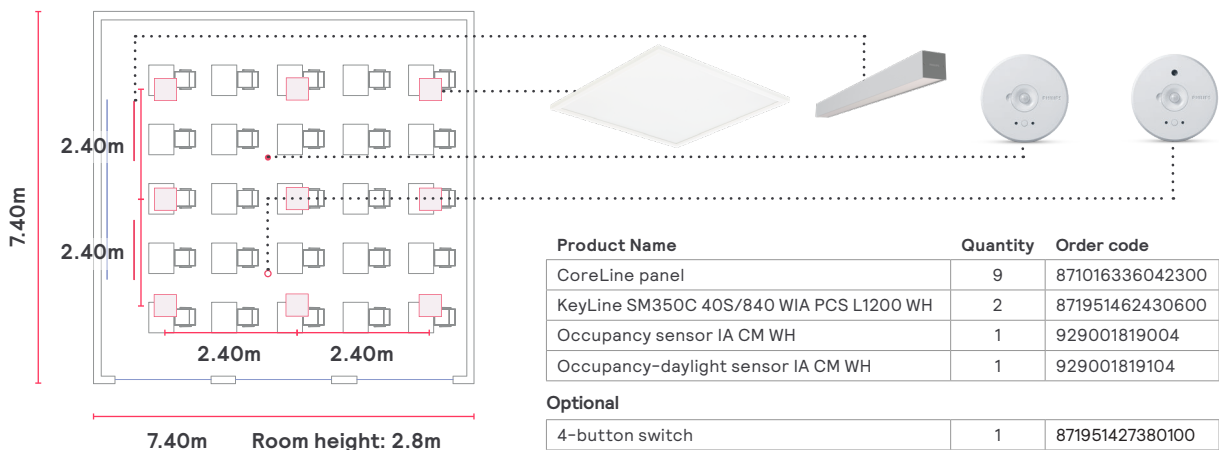 2.40m
7.40m
2.40m
2.40m 2.40m
7.40m Room height: 2.8m
Product Name Quantity Order code
CoreLine panel 9 871016336042300
KeyLine SM350C 40S/840 WIA PCS L1200 WH 2 871951462430600
Occupancy sensor IA CM WH 1 929001819004
Occupancy-daylight sensor IA CM WH 1 929001819104
Optional
4-button switch 1 871951427380100